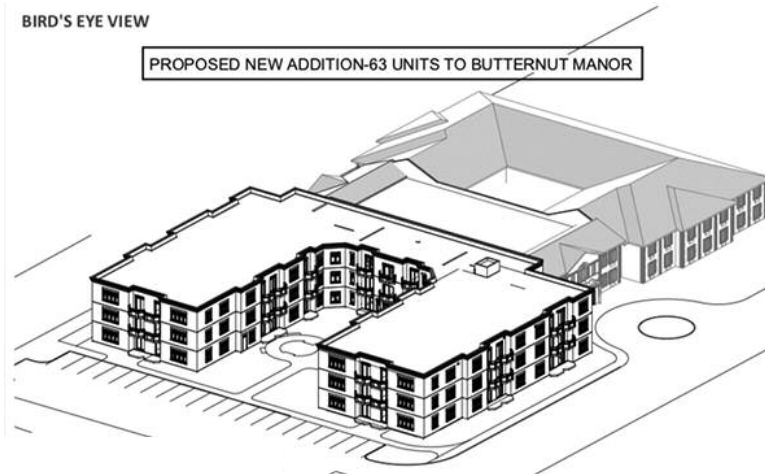 BIRD'S EYE VIEW
PROPOSED NEW ADDITION-63 UNITS TO BUTTERNUT MANOR